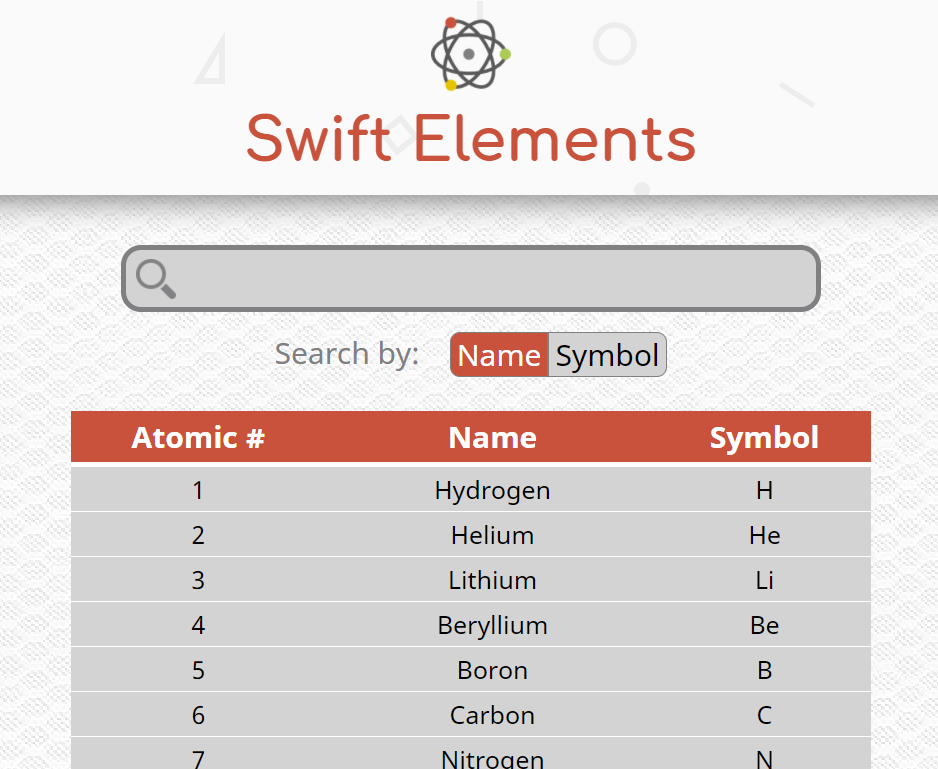 Swift Elements
Search by: Name Symbol
Atomic # Name Symbol
1 Hydrogen H
2 Helium He
3 Lithium Li
4 Beryllium Be
5 Boron B
6 Carbon C
7 Nitrogen N